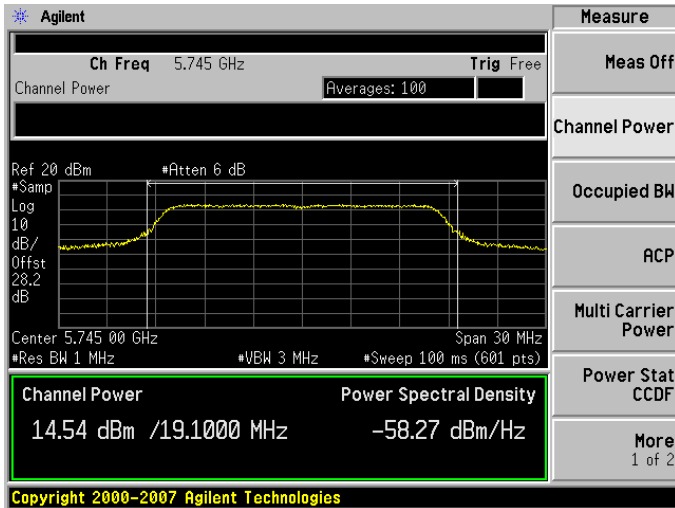 Agilent
Measure
Ch Freq 5.745 GHz Trig Free
Channel Power Averages: 100
Ref 20 dBm #Atten 6 dB
#Samp
Log
10
dB/
Offst
28.2
dB
Center 5.745 00 GHz Span 30 MHz
#Res BW 1 MHz #VBW 3 MHz #Sweep 100 ms (601 pts)
Channel Power Power Spectral Density
14.54 dBm /19.1000 MHz -58.27 dBm/Hz
Copyright 2000-2007 Agilent Technologies
Meas Off
Channel Power
Occupied BW
ACP
Multi Carrier
Power
Power Stat
CCDF
More
1 of 2